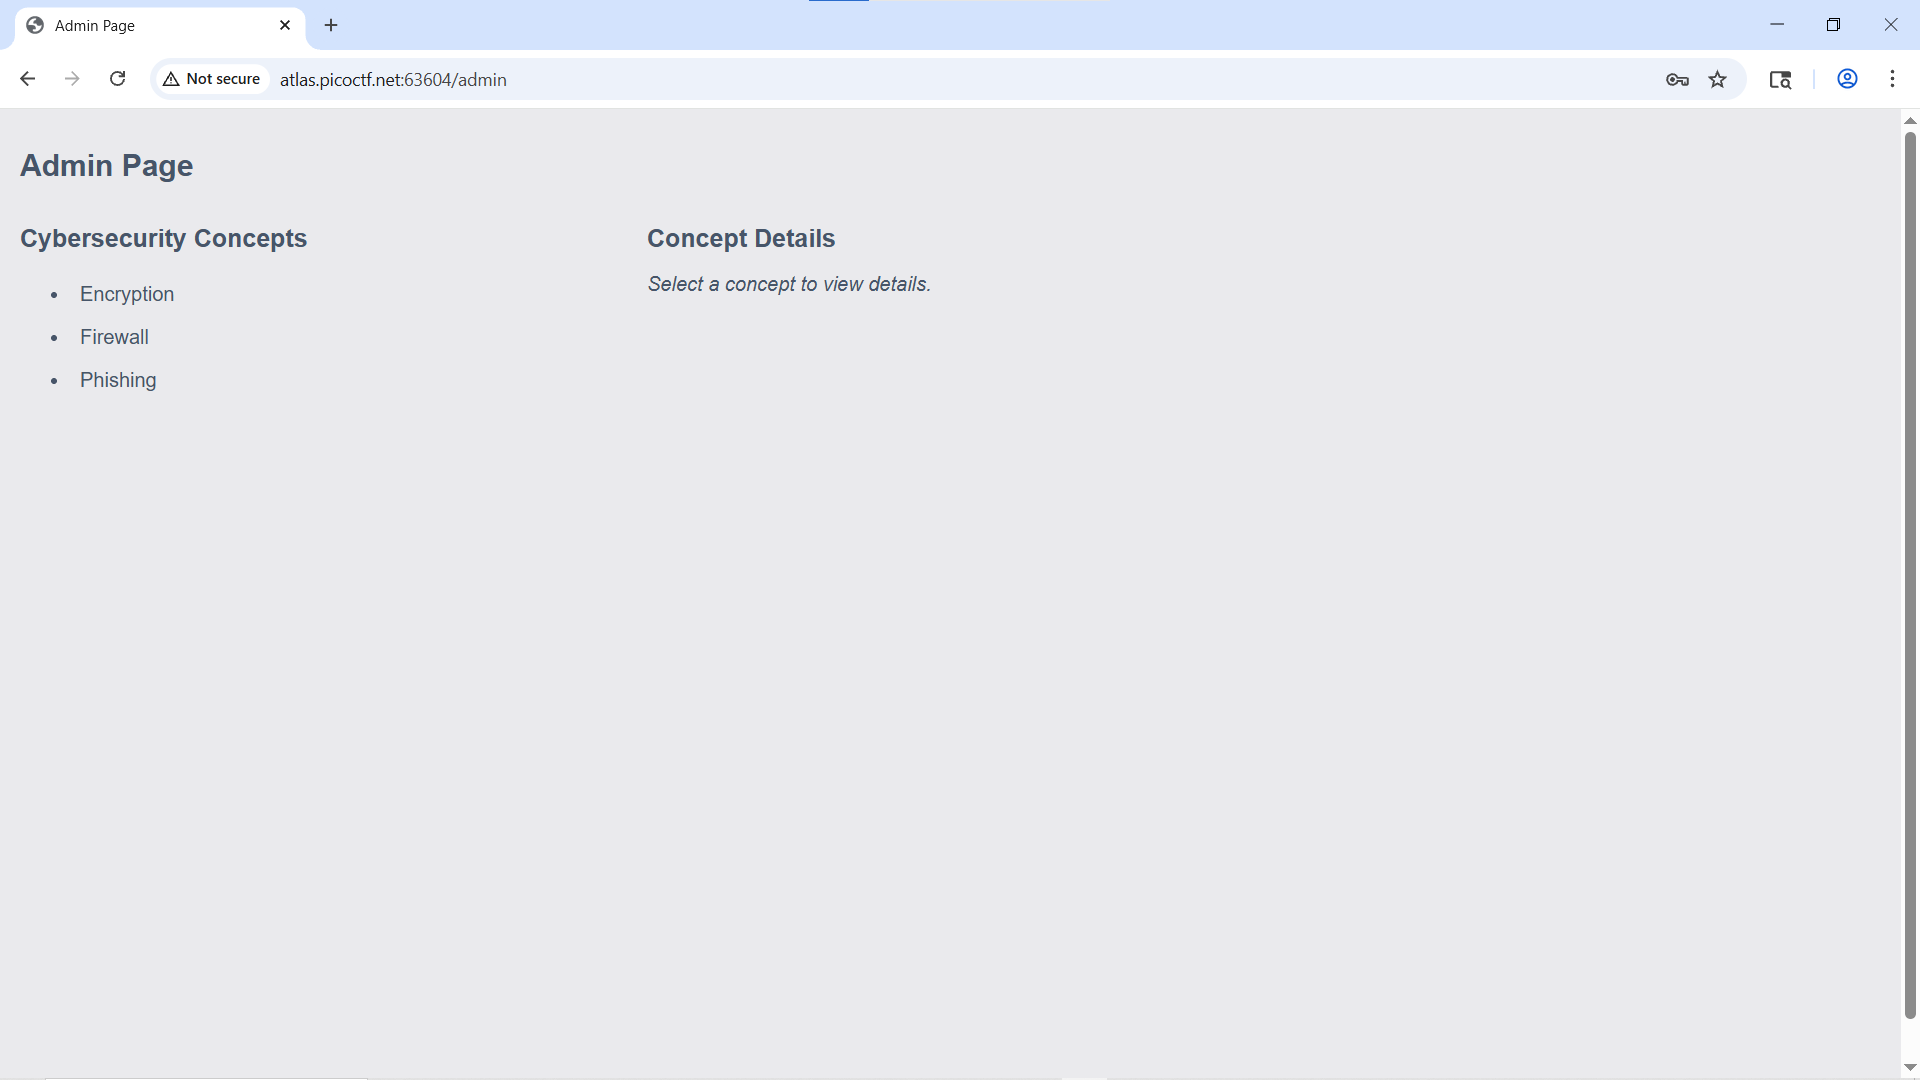 Admin Page
Not secure
atlas.picoctf.net:63604/admin
Admin Page
Cybersecurity Concepts
• Encryption
• Firewall
• Phishing
Concept Details
Select a concept to view details.